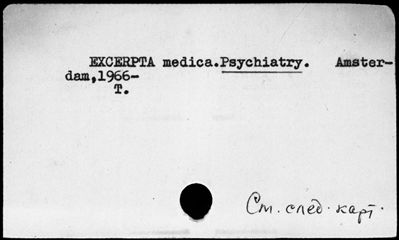 EXCERPTA medica. Psychiatry. Amster-
dam, 1966-
T.
См. след. карт.